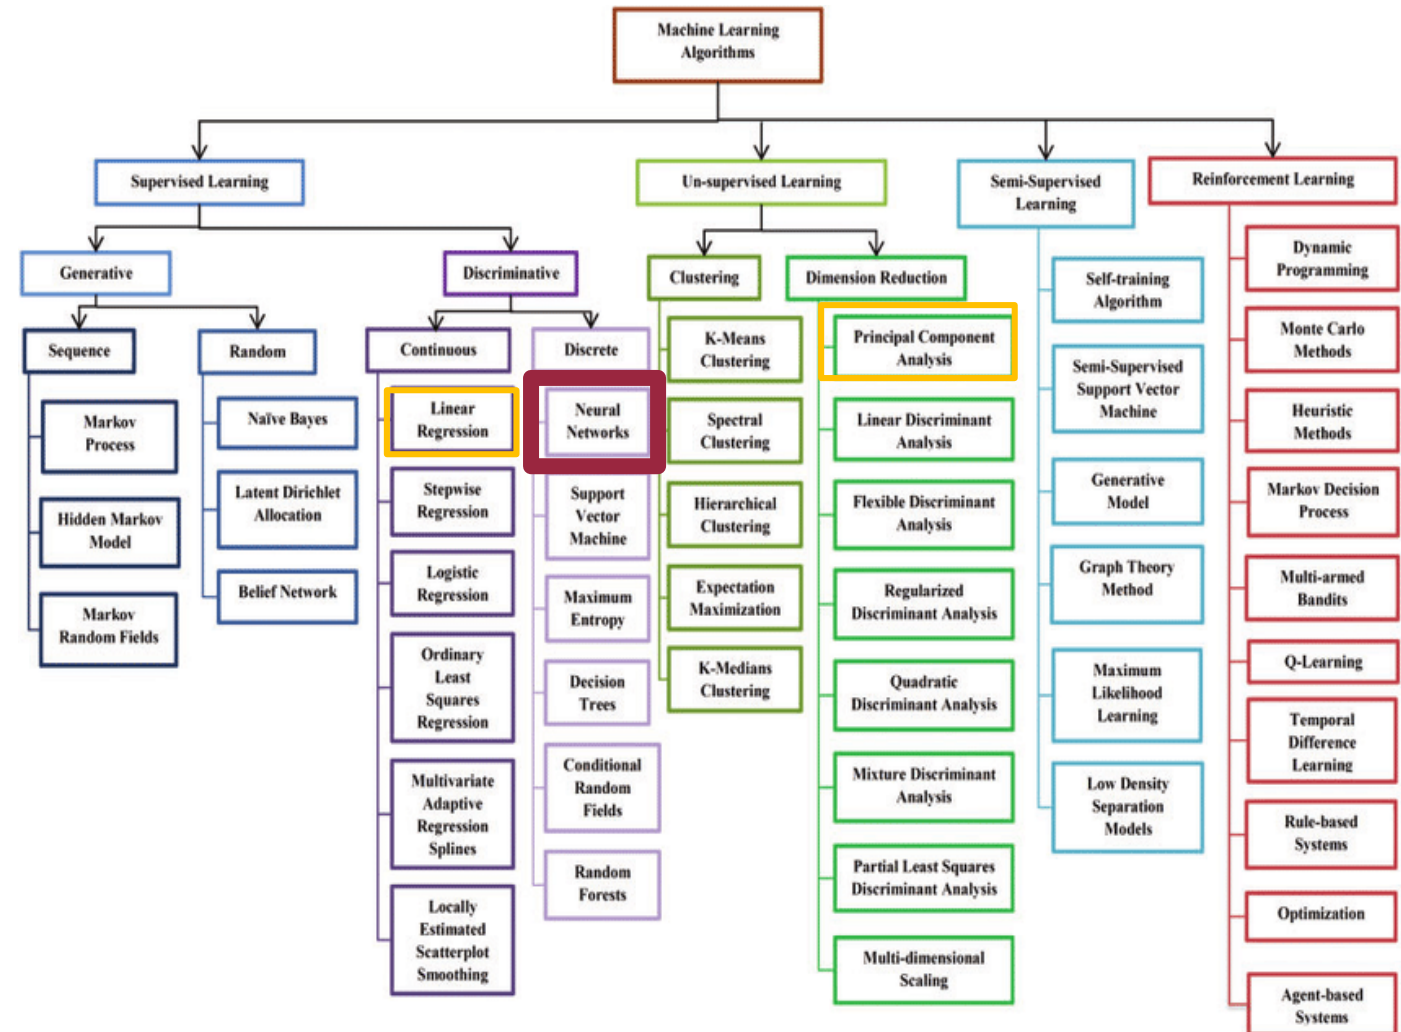 Machine Learning
Algorithms
Supervised Learning
Un-supervised Learning
Semi-Supervised
Learning
Reinforcement Learning
Generative
Discriminative
Clustering
Dimension Reduction
Sequence
Random
Continuous
Discrete
Markov
Process
Hidden Markov
Model
Markov
Random Fields
Naïve Bayes
Latent Dirichlet
Allocation
Belief Network
Linear
Regression
Stepwise
Regression
Logistic
Regression
Ordinary
Least
Squares
Regression
Multivariate
Adaptive
Regression
Splines
Locally
Estimated
Scatterplot
Smoothing
Neural
Networks
Support
Vector
Machine
Maximum
Entropy
Decision
Trees
Conditional
Random
Fields
Random
Forests
K-Means
Clustering
Spectral
Clustering
Hierarchical
Clustering
Expectation
Maximization
K-Medians
Clustering
Principal Component
Analysis
Linear Discriminant
Analysis
Flexible Discriminant
Analysis
Regularized
Discriminant Analysis
Quadratic
Discriminant Analysis
Mixture Discriminant
Analysis
Partial Least Squares
Discriminant Analysis
Multi-dimensional
Scaling
Self-training
Algorithm
Semi-Supervised
Support Vector
Machine
Generative
Model
Graph Theory
Method
Maximum
Likelihood
Learning
Low Density
Separation
Models
Dynamic
Programming
Monte Carlo
Methods
Heuristic
Methods
Markov Decision
Process
Multi-armed
Bandits
Q-Learning
Temporal
Difference
Learning
Rule-based
Systems
Optimization
Agent-based
Systems